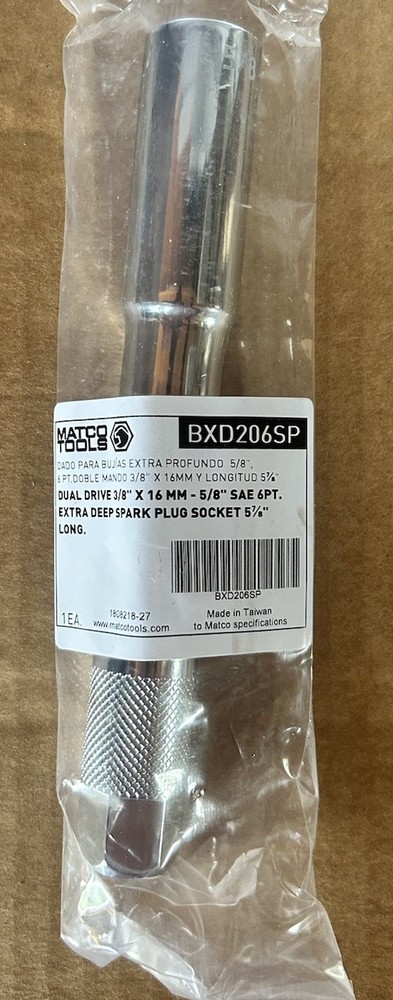 MATCO
TOOLS
BXD206SP
DADO PARA BUJÍAS EXTRA PROFUNDO 5/8",
6 PT. DOBLE MANDO 3/8" X 16MM Y LONGITUD 5⅞"
DUAL DRIVE 3/8" X 16 MM - 5/8" SAE 6PT.
EXTRA DEEP SPARK PLUG SOCKET 5⅞"
LONG.
BXD206SP
1 EA.
1808218-27
www.matcotools.com
Made in Taiwan
to Matco specifications